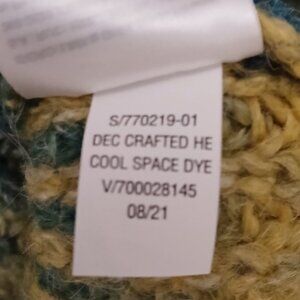 S/770219-01
DEC CRAFTED HE
COOL SPACE DYE
V/700028145
08/21